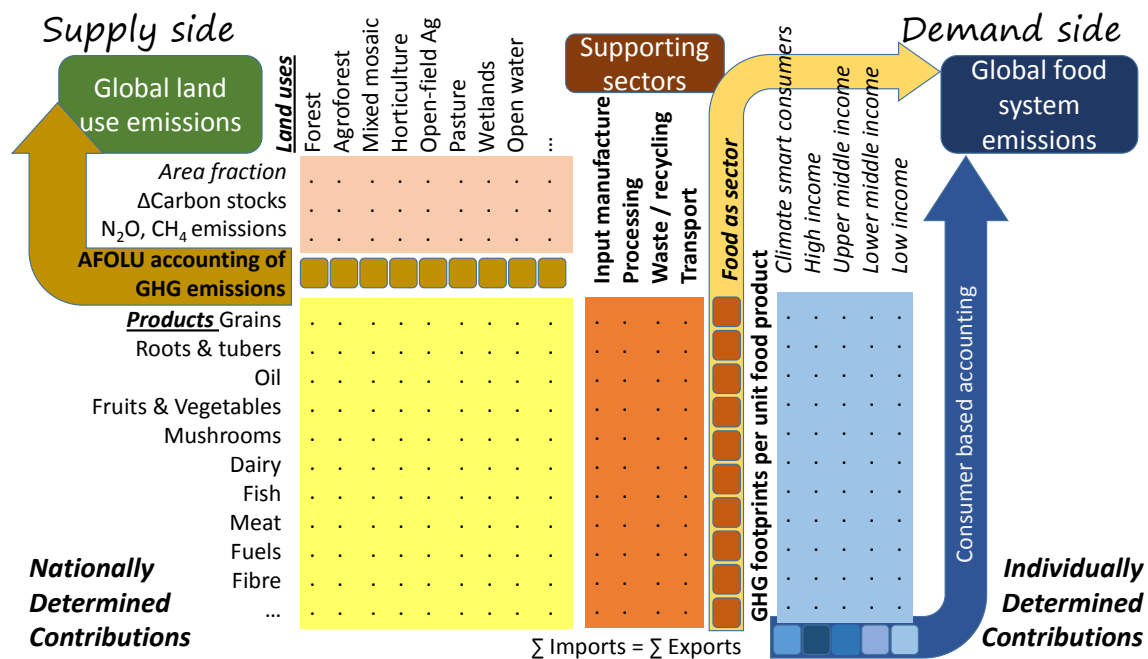 Supply side
Global land
use emissions
Land uses
Forest
Agroforest
Mixed mosaic
Horticulture
Open-field Ag
Pasture
Wetlands
Open water
...
Supporting
sectors
Demand side
Global food
system
emissions
Area fraction
ΔCarbon stocks
N₂O, CH₄ emissions
AFOLU accounting of
GHG emissions
Input manufacture
Processing
Waste / recycling
Transport
Food as sector
GHG footprints per unit food product
Climate smart consumers
High income
Upper middle income
Lower middle income
Low income
Products Grains
Roots & tubers
Oil
Fruits & Vegetables
Mushrooms
Dairy
Fish
Meat
Fuels
Fibre
...
Consumer based accounting
Nationally
Determined
Contributions
Individually
Determined
Contributions
∑ Imports = ∑ Exports